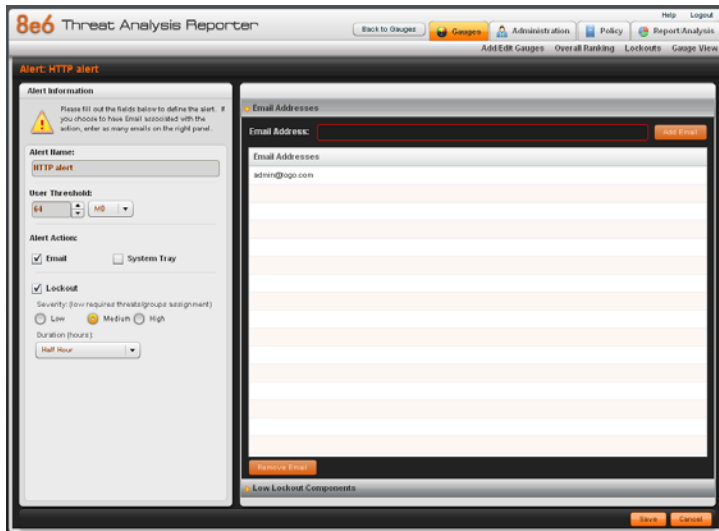 Help Logout
8e6 Threat Analysis Reporter
Back to Gauges Gauges Administration Policy Report/Analysis
Add/Edit Gauges Overall Ranking Lockouts Gauge View
Alert: HTTP alert
Alert Information
Please fill out the fields below to define the alert. If
you choose to have Email associated with the
action, enter as many emails on the right panel.
Alert Name:
HTTP alert
User Threshold:
64 MB
Alert Action:
Email System Tray
Lockout
Severity: (low requires threats/groups assignment)
Low Medium High
Duration (hours):
Half Hour
Email Addresses
Email Address: Add Email
Email Addresses
admin@logo.com
Remove Email
Low Lockout Components
Save Cancel